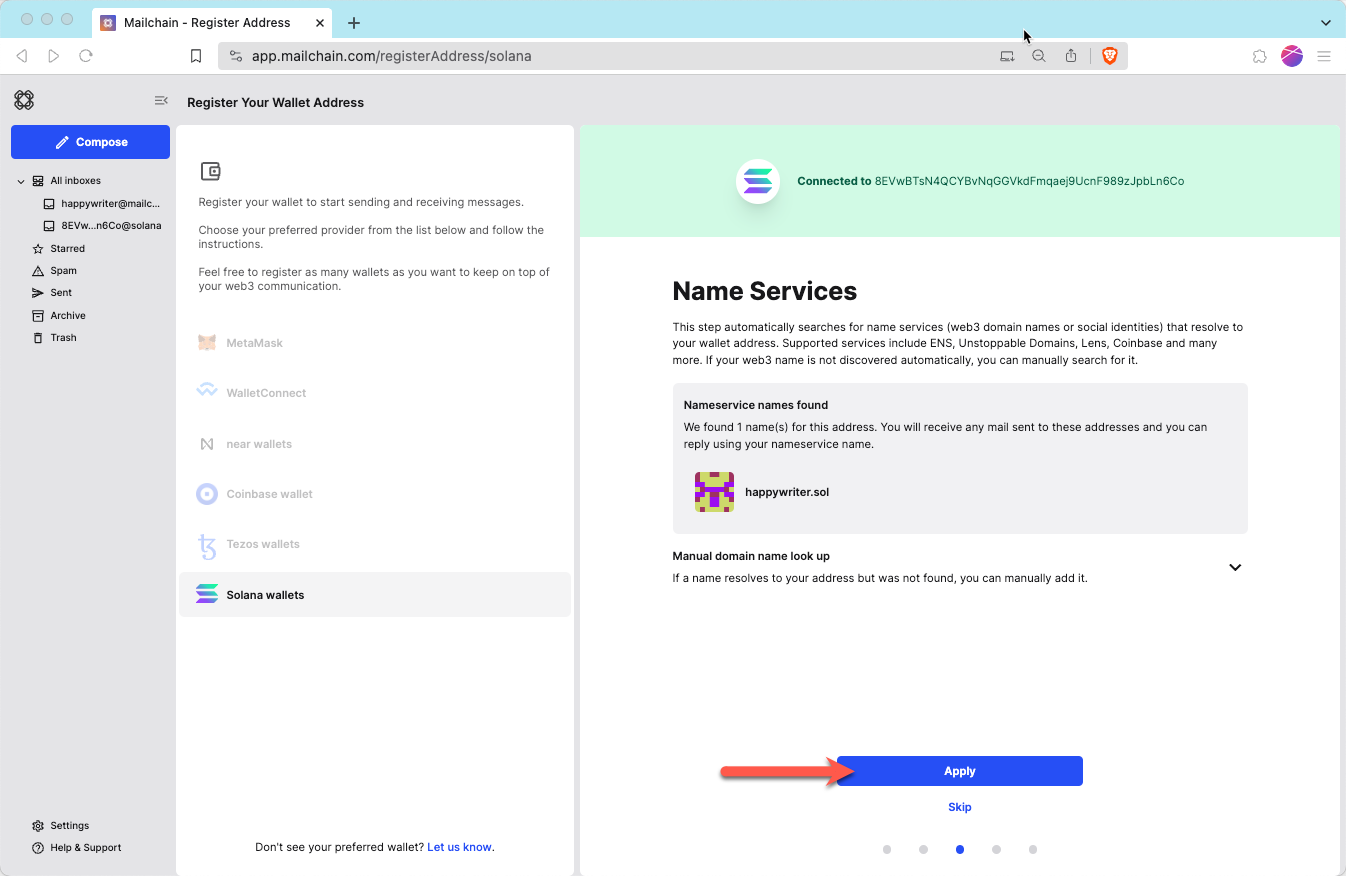 Mailchain - Register Address
app.mailchain.com/registerAddress/solana
Register Your Wallet Address
Compose
All inboxes
happywriter@mailc...
8EVw...n6Co@solana
Starred
Spam
Sent
Archive
Trash
Settings
Help & Support
Register your wallet to start sending and receiving messages.
Choose your preferred provider from the list below and follow the
instructions.
Feel free to register as many wallets as you want to keep on top of
your web3 communication.
MetaMask
WalletConnect
near wallets
Coinbase wallet
Tezos wallets
Solana wallets
Don't see your preferred wallet? Let us know.
Connected to 8EVwBTsN4QCYBvNqGGVkdFmqaej9UcnF989zJpbLn6Co
Name Services
This step automatically searches for name services (web3 domain names or social identities) that resolve to
your wallet address. Supported services include ENS, Unstoppable Domains, Lens, Coinbase and many
more. If your web3 name is not discovered automatically, you can manually search for it.
Nameservice names found
We found 1 name(s) for this address. You will receive any mail sent to these addresses and you can
reply using your nameservice name.
happywriter.sol
Manual domain name look up
If a name resolves to your address but was not found, you can manually add it.
Apply
Skip